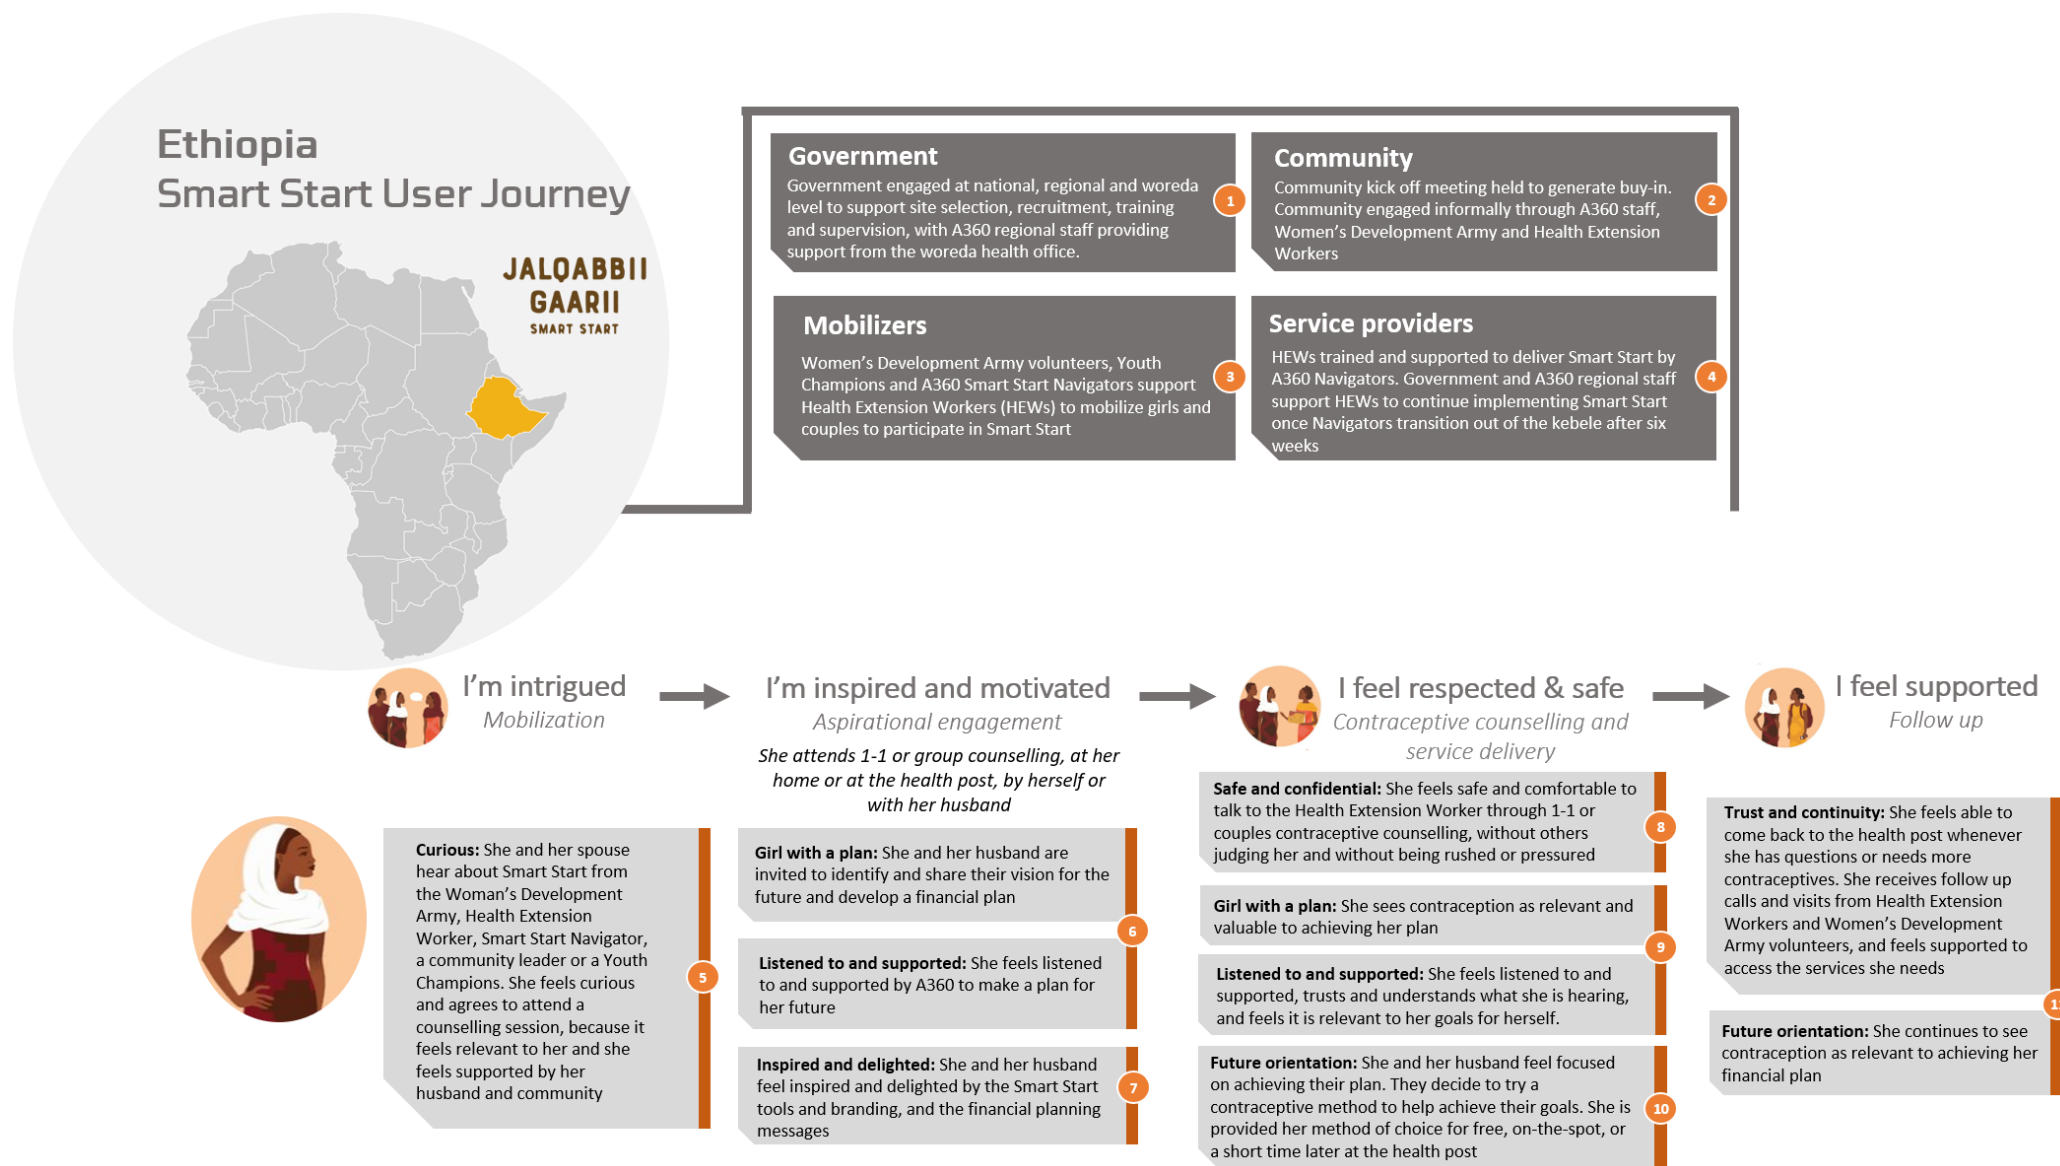 Ethiopia
Smart Start User Journey
JALQABBII
GAARII
SMART START
Government
Government engaged at national, regional and woreda
level to support site selection, recruitment, training
and supervision, with A360 regional staff providing
support from the woreda health office.
1
Community
Community kick off meeting held to generate buy-in.
Community engaged informally through A360 staff,
Women's Development Army and Health Extension
Workers
2
Mobilizers
Women's Development Army volunteers, Youth
Champions and A360 Smart Start Navigators support
Health Extension Workers (HEWs) to mobilize girls and
couples to participate in Smart Start
3
Service providers
HEWs trained and supported to deliver Smart Start by
A360 Navigators. Government and A360 regional staff
support HEWs to continue implementing Smart Start
once Navigators transition out of the kebele after six
weeks
4
I'm intrigued
Mobilization
Curious: She and her spouse
hear about Smart Start from
the Woman's Development
Army, Health Extension
Worker, Smart Start Navigator,
a community leader or a Youth
Champions. She feels curious
and agrees to attend a
counselling session, because it
feels relevant to her and she
feels supported by her
husband and community
5
I'm inspired and motivated
Aspirational engagement
She attends 1-1 or group counselling, at her
home or at the health post, by herself or
with her husband
Girl with a plan: She and her husband are
invited to identify and share their vision for the
future and develop a financial plan
6
Listened to and supported: She feels listened
to and supported by A360 to make a plan for
her future
Inspired and delighted: She and her husband
feel inspired and delighted by the Smart Start
tools and branding, and the financial planning
messages
7
I feel respected & safe
Contraceptive counselling and
service delivery
Safe and confidential: She feels safe and comfortable to
talk to the Health Extension Worker through 1-1 or
couples contraceptive counselling, without others
judging her and without being rushed or pressured
8
Girl with a plan: She sees contraception as relevant and
valuable to achieving her plan
9
Listened to and supported: She feels listened to and
supported, trusts and understands what she is hearing,
and feels it is relevant to her goals for herself.
Future orientation: She and her husband feel focused
on achieving their plan. They decide to try a
contraceptive method to help achieve their goals. She is
provided her method of choice for free, on-the-spot, or
a short time later at the health post
10
I feel supported
Follow up
Trust and continuity: She feels able to
come back to the health post whenever
she has questions or needs more
contraceptives. She receives follow up
calls and visits from Health Extension
Workers and Women's Development
Army volunteers, and feels supported to
access the services she needs
Future orientation: She continues to see
contraception as relevant to achieving her
financial plan